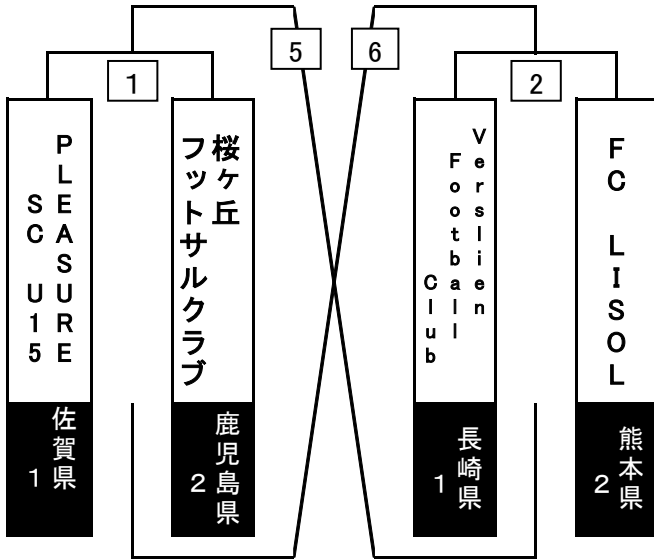 5
6
1
2
PLEASURE
SC U15
桜ヶ丘
フットサルクラブ
Verslien
Football
Club
FC LISOL
佐賀県
1
鹿児島県
2
長崎県
1
熊本県
2